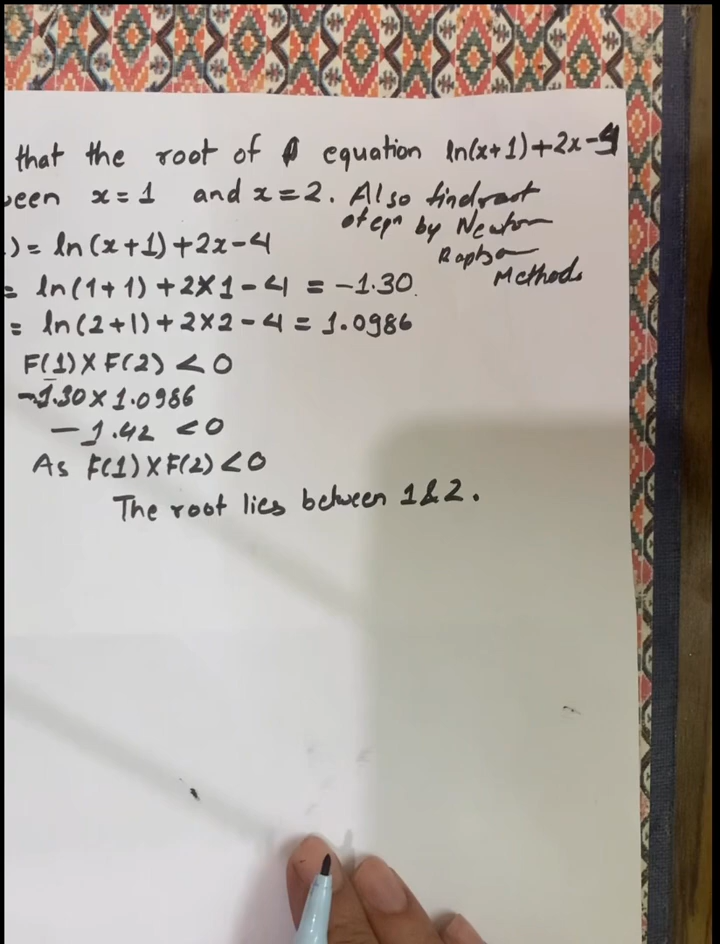 that the root of equation ln(x+1)+2x-4
ween x=1 and x=2. Also find root
of eqn by Newton
Raphson
Methods
.)= ln(x+1)+2x-4
= ln(1+1)+2×1-4 = -1.30.
= ln(2+1)+2×2-4 = 1.0986
F(1)×F(2)<0
-1.30×1.0986
-1.42 <0
As F(1)×F(2)<0
The root lies between 1&2.